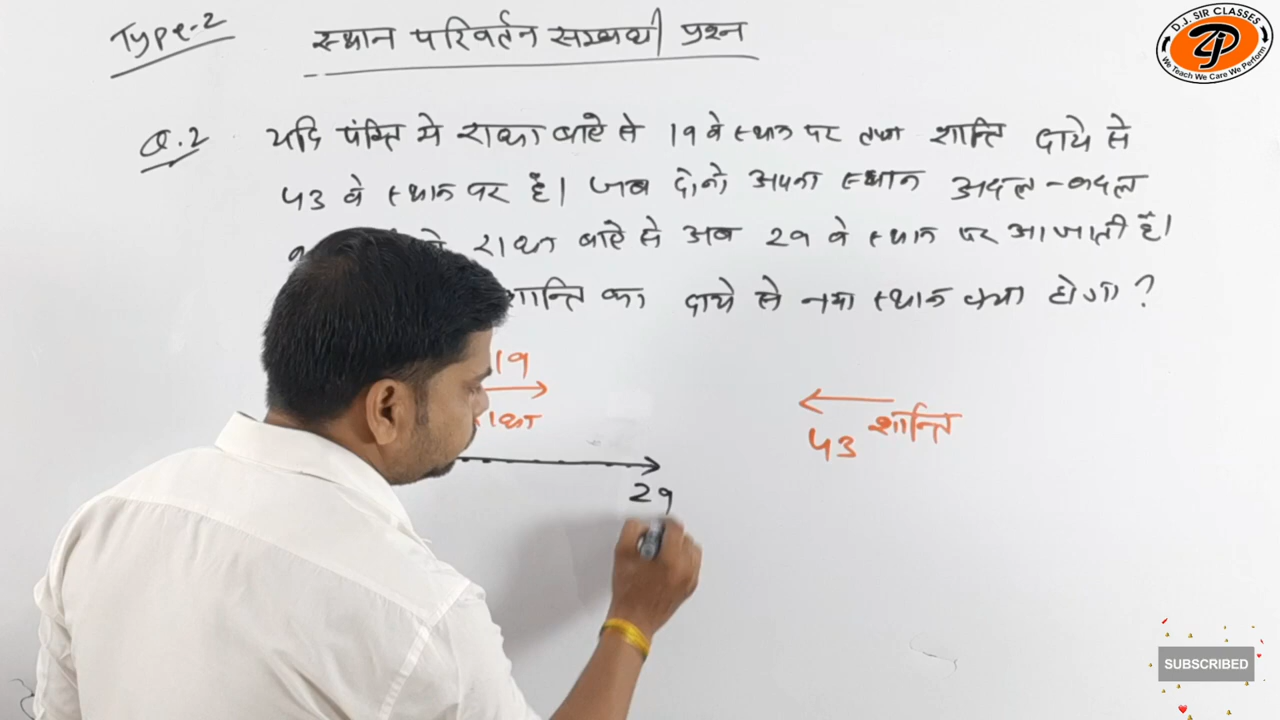 Type-2
स्थान परिवर्तन सम्बन्धी प्रश्न
D.J. SIR CLASSES
We Teach We Care We Perform
Q.2 यदि पंक्ति मे राधा बांऐ से 19 वे स्थान पर तथा शान्ति दाये से
43 वे स्थान पर हैं। जब दोनो अपना स्थान अदल-बदल
राधा बांऐ से अब 29 वे स्थान पर आ जाती हैं।
शान्ति का दाये से नया स्थान क्या होगा ?
19
राधा
43 शान्ति
29
SUBSCRIBED